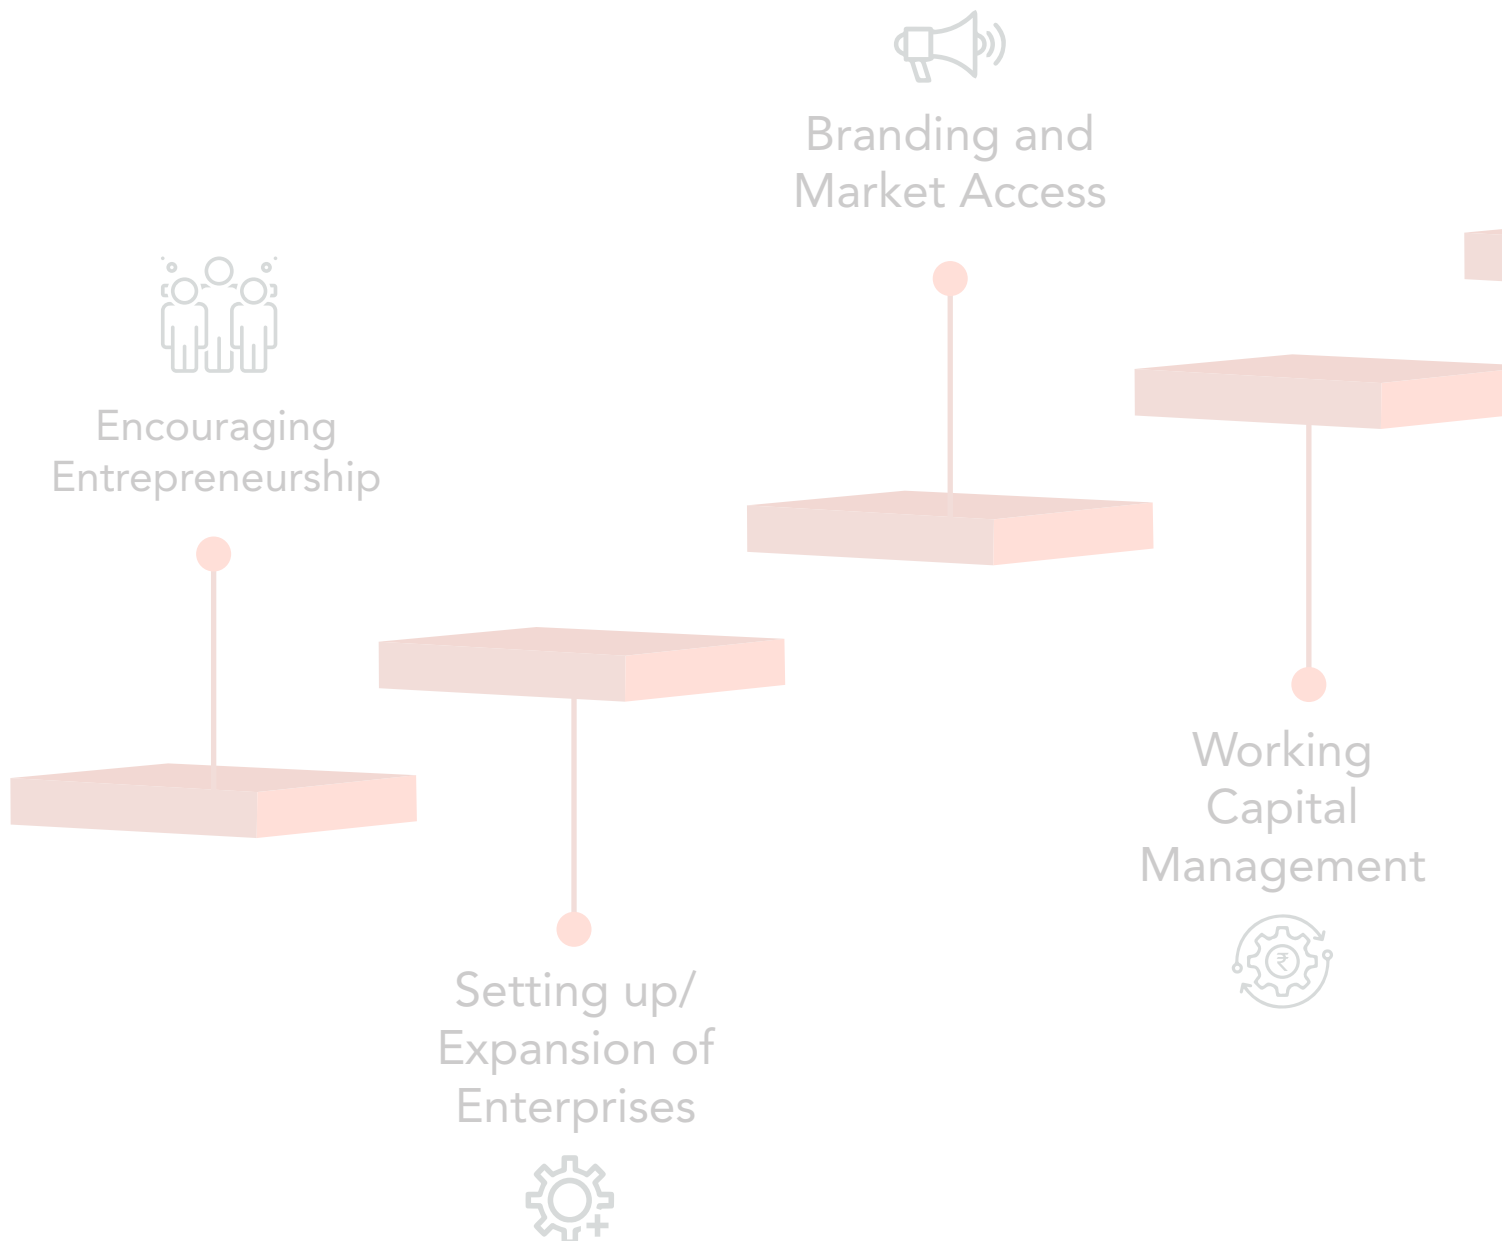 Encouraging
Entrepreneurship
Setting up/
Expansion of
Enterprises
Branding and
Market Access
Working
Capital
Management
₹